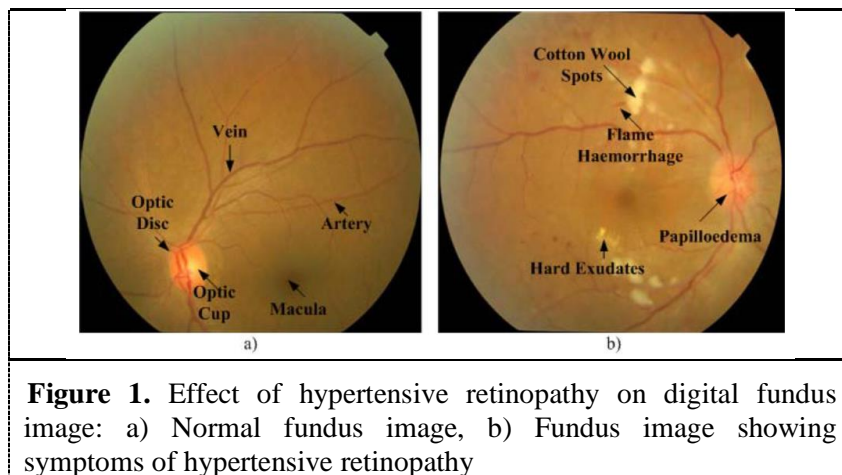 Vein
Optic
Disc
Artery
Optic
Cup
Macula
a)
Cotton Wool
Spots
Flame
Haemorrhage
Papilloedema
Hard Exudates
b)
Figure 1. Effect of hypertensive retinopathy on digital fundus
image: a) Normal fundus image, b) Fundus image showing
symptoms of hypertensive retinopathy